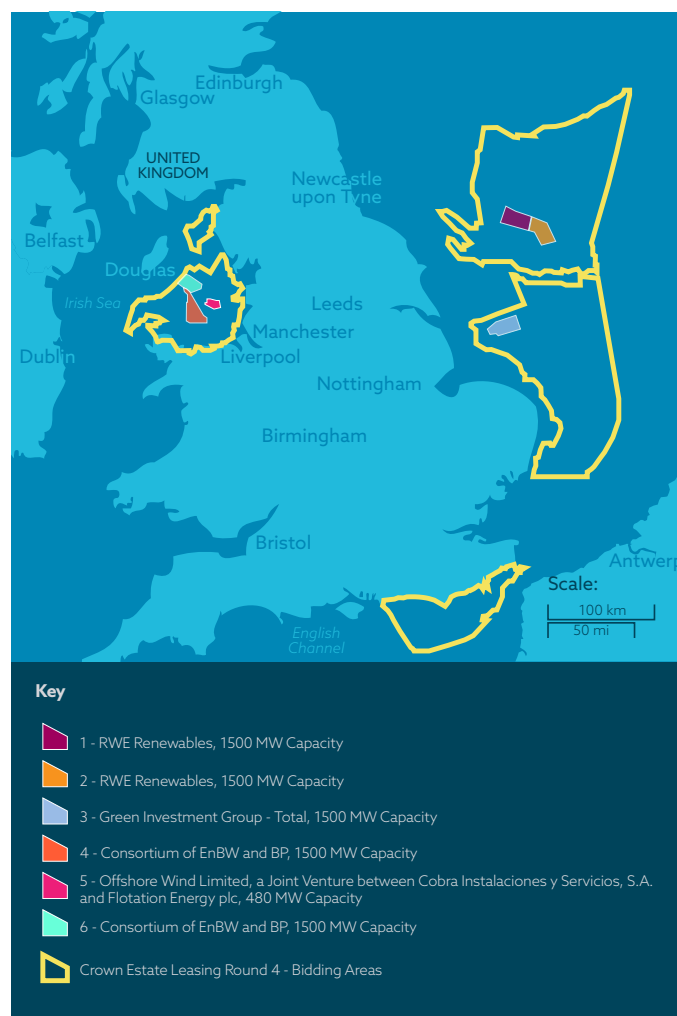 Edinburgh
Glasgow
UNITED
KINGDOM
Newcastle
upon Tyne
Belfast
Douglas
Irish Sea
Leeds
Manchester
Dublin
Liverpool
Nottingham
Birmingham
Bristol
Antwerp
Scale:
100 km
50 mi
English
Channel
Key
1 - RWE Renewables, 1500 MW Capacity
2 - RWE Renewables, 1500 MW Capacity
3 - Green Investment Group - Total, 1500 MW Capacity
4 - Consortium of EnBW and BP, 1500 MW Capacity
5 - Offshore Wind Limited, a Joint Venture between Cobra Instalaciones y Servicios, S.A.
and Flotation Energy plc, 480 MW Capacity
6 - Consortium of EnBW and BP, 1500 MW Capacity
Crown Estate Leasing Round 4 - Bidding Areas